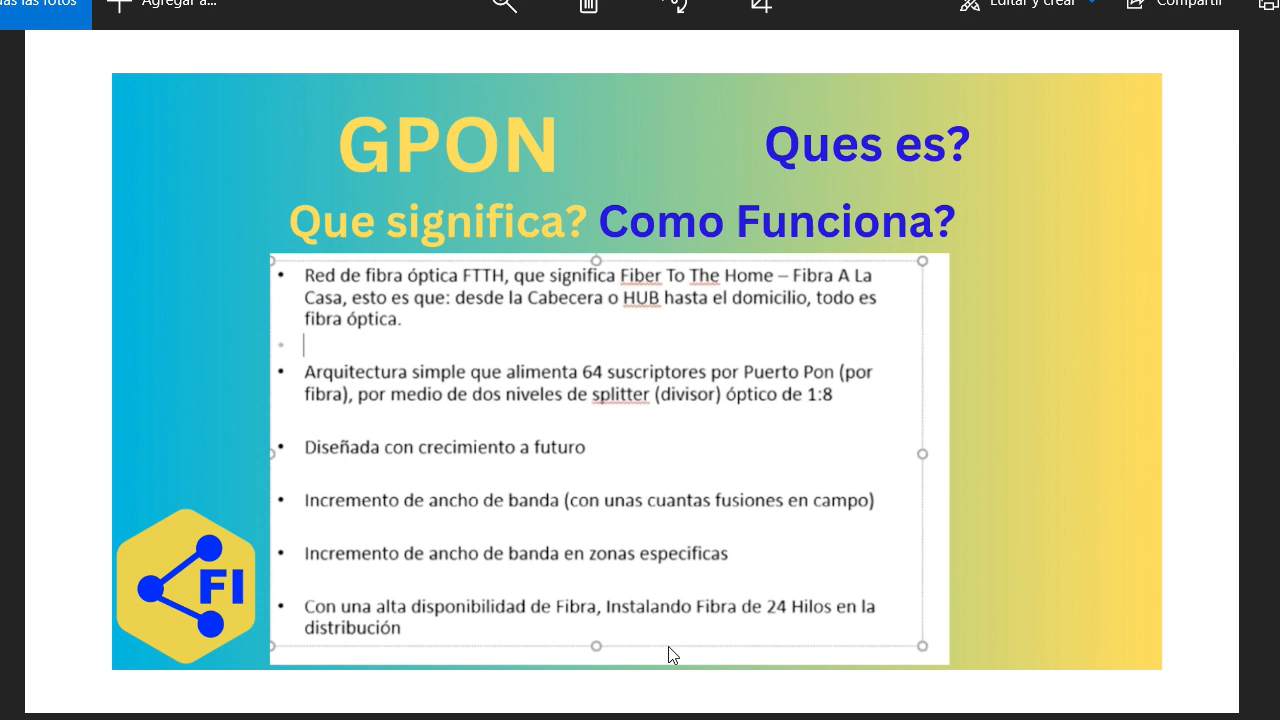 Agregar a...
Editar y crear
Compartir
GPON
Ques es?
Que significa? Como Funciona?
• Red de fibra óptica FTTH, que significa Fiber To The Home – Fibra A La
Casa, esto es que: desde la Cabecera o HUB hasta el domicilio, todo es
fibra óptica.
•
• Arquitectura simple que alimenta 64 suscriptores por Puerto Pon (por
fibra), por medio de dos niveles de splitter (divisor) óptico de 1:8
• Diseñada con crecimiento a futuro
• Incremento de ancho de banda (con unas cuantas fusiones en campo)
• Incremento de ancho de banda en zonas especificas
• Con una alta disponibilidad de Fibra, Instalando Fibra de 24 Hilos en la
distribución
FI